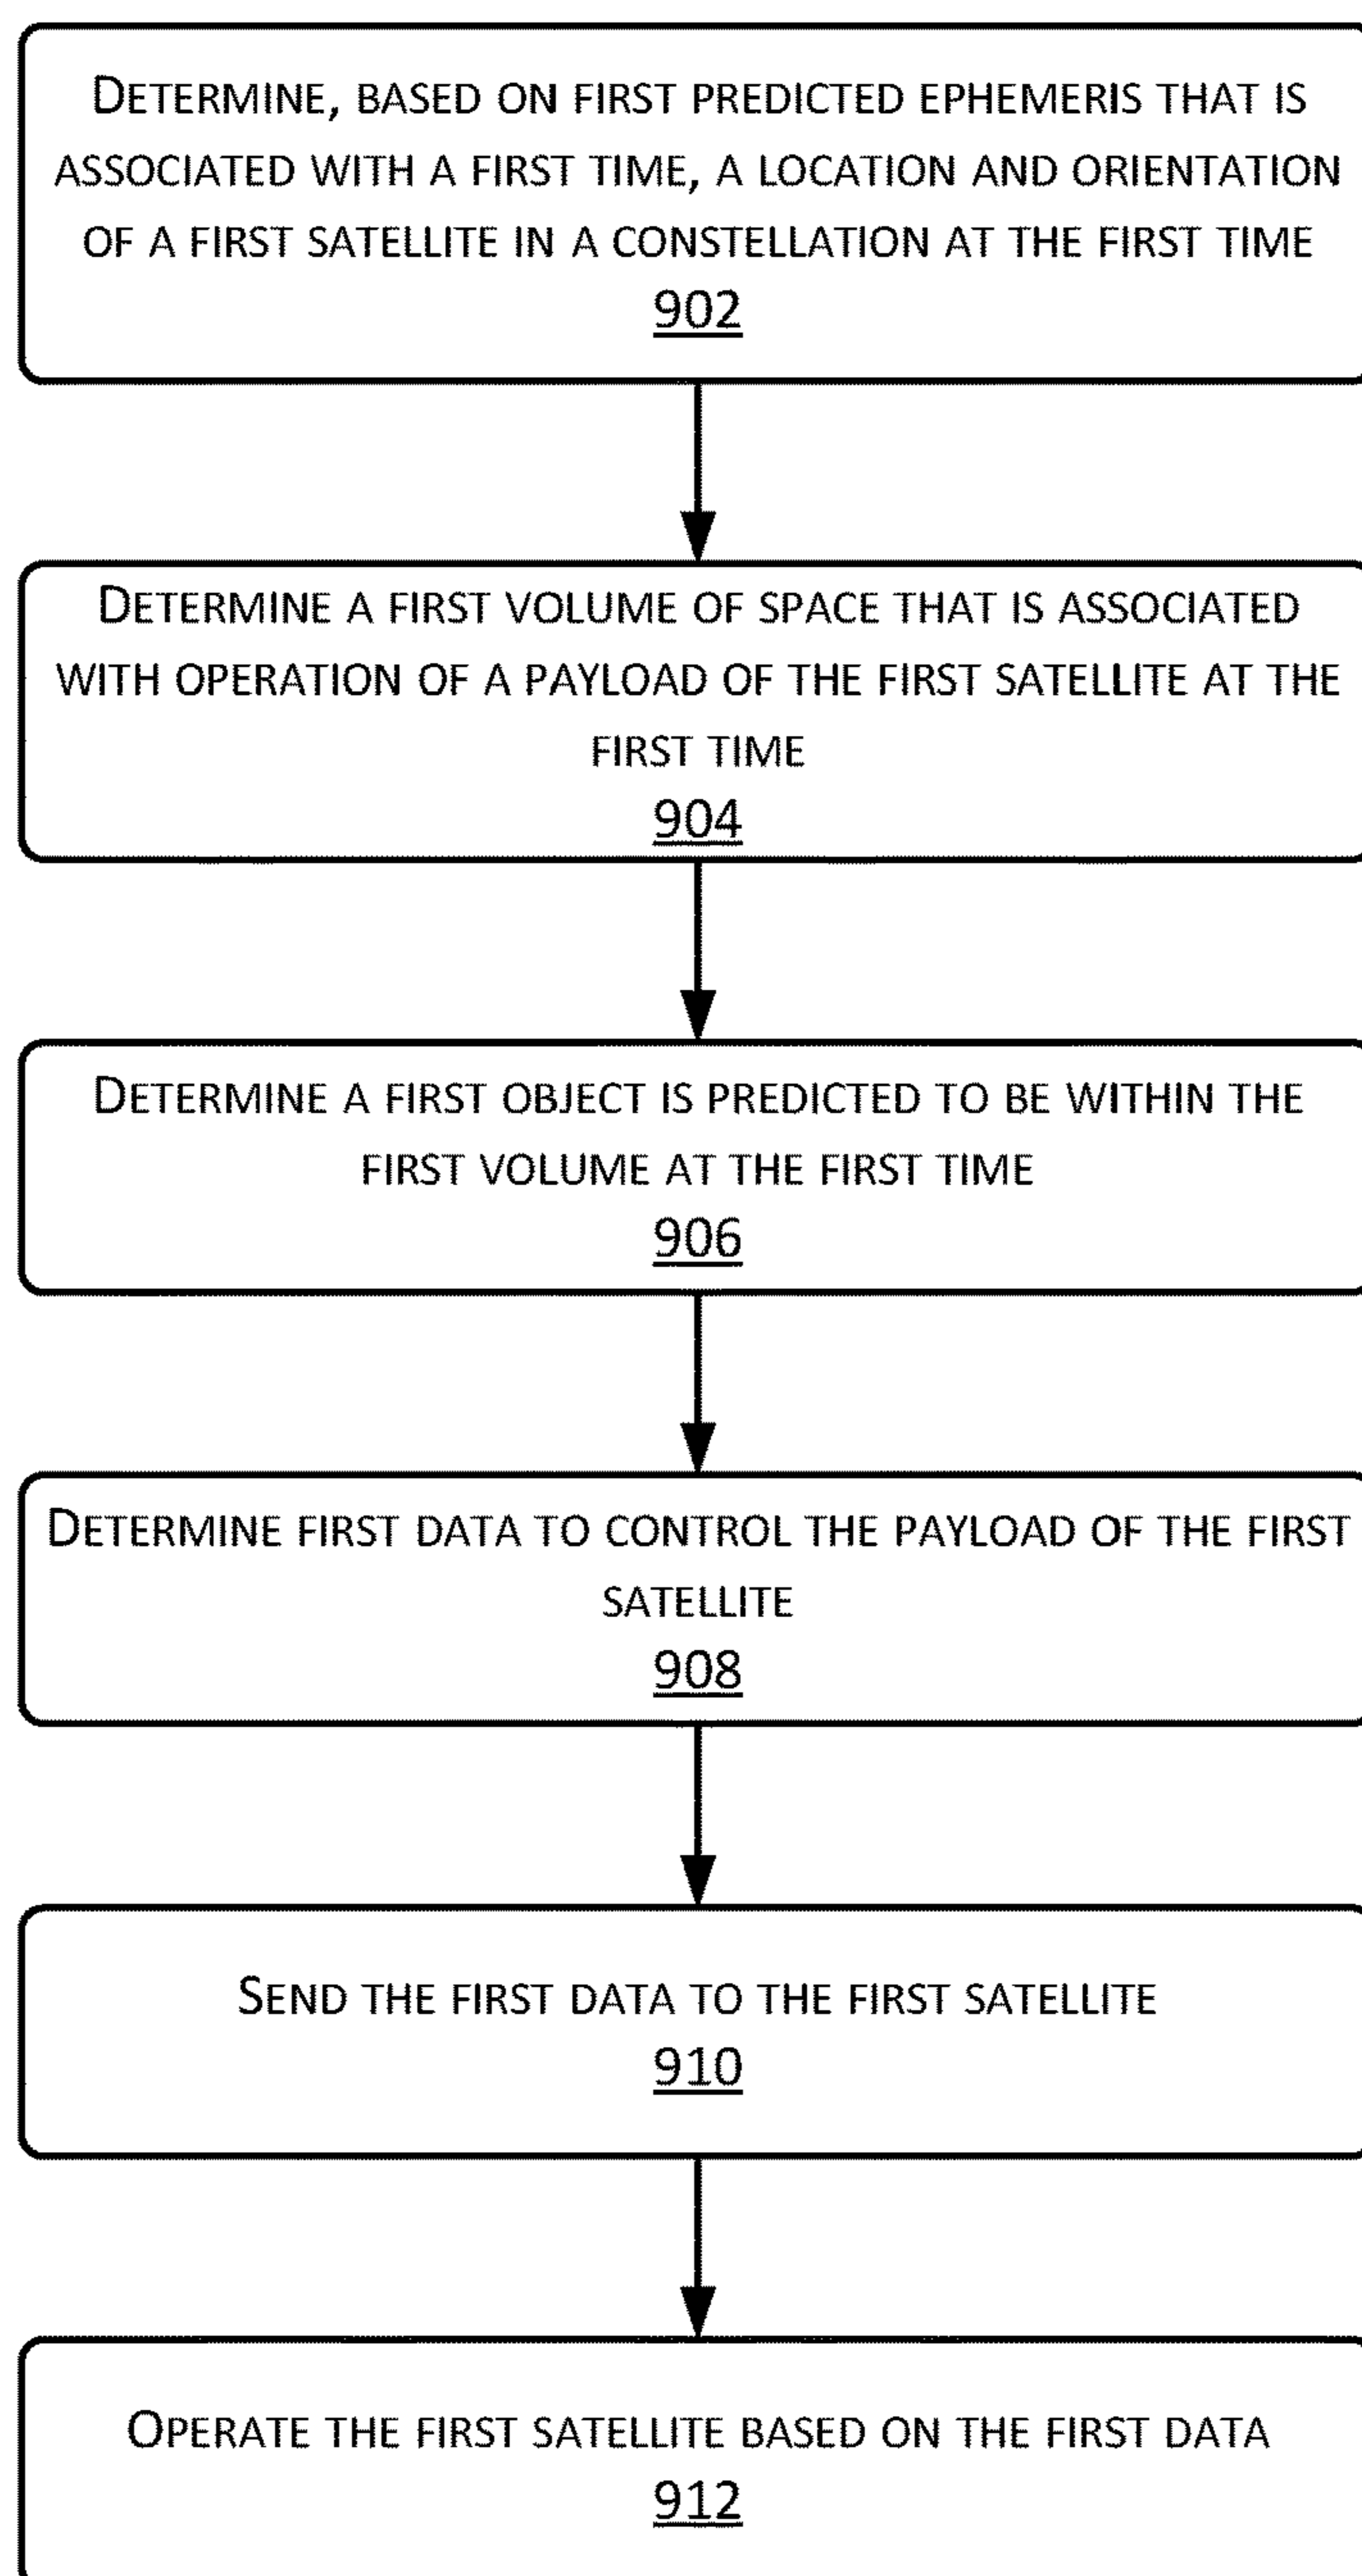 DETERMINE, BASED ON FIRST PREDICTED EPHEMERIS THAT IS
ASSOCIATED WITH A FIRST TIME, A LOCATION AND ORIENTATION
OF A FIRST SATELLITE IN A CONSTELLATION AT THE FIRST TIME
902
DETERMINE A FIRST VOLUME OF SPACE THAT IS ASSOCIATED
WITH OPERATION OF A PAYLOAD OF THE FIRST SATELLITE AT THE
FIRST TIME
904
DETERMINE A FIRST OBJECT IS PREDICTED TO BE WITHIN THE
FIRST VOLUME AT THE FIRST TIME
906
DETERMINE FIRST DATA TO CONTROL THE PAYLOAD OF THE FIRST
SATELLITE
908
SEND THE FIRST DATA TO THE FIRST SATELLITE
910
OPERATE THE FIRST SATELLITE BASED ON THE FIRST DATA
912